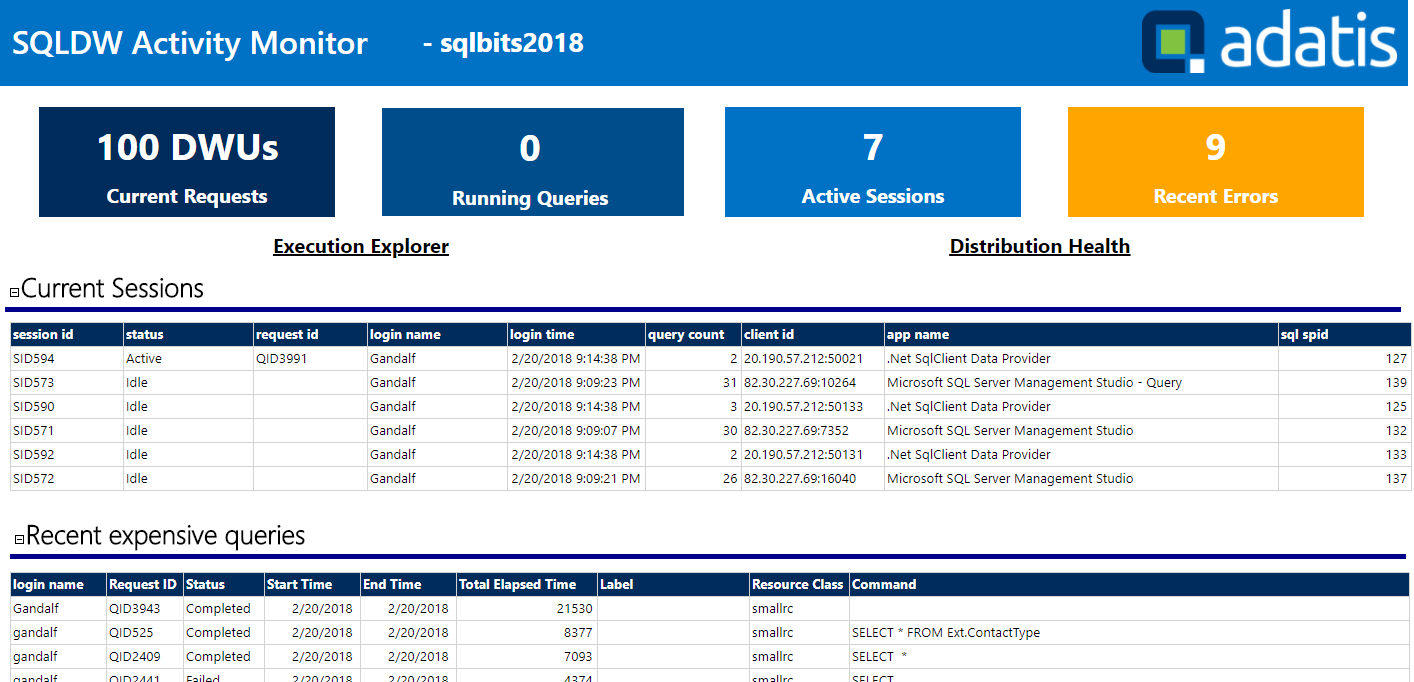 SQLDW Activity Monitor - sqlbits2018 adatis
100 DWUs 0 7 9
Current Requests Running Queries Active Sessions Recent Errors
Execution Explorer Distribution Health
Current Sessions
session id status request id login name login time query count client id app name sql spid
SID594 Active QID3991 Gandalf 2/20/2018 9:14:38 PM 2 20.190.57.212:50021 .Net SqlClient Data Provider 127
SID573 Idle Gandalf 2/20/2018 9:09:23 PM 31 82.30.227.69:10264 Microsoft SQL Server Management Studio - Query 139
SID590 Idle Gandalf 2/20/2018 9:14:38 PM 3 20.190.57.212:50133 .Net SqlClient Data Provider 125
SID571 Idle Gandalf 2/20/2018 9:09:07 PM 30 82.30.227.69:7352 Microsoft SQL Server Management Studio 132
SID592 Idle Gandalf 2/20/2018 9:14:38 PM 2 20.190.57.212:50131 .Net SqlClient Data Provider 133
SID572 Idle Gandalf 2/20/2018 9:09:21 PM 26 82.30.227.69:16040 Microsoft SQL Server Management Studio 137
Recent expensive queries
login name Request ID Status Start Time End Time Total Elapsed Time Label Resource Class Command
Gandalf QID3943 Completed 2/20/2018 2/20/2018 21530 smallrc
gandalf QID525 Completed 2/20/2018 2/20/2018 8377 smallrc SELECT * FROM Ext.ContactType
gandalf QID2409 Completed 2/20/2018 2/20/2018 7093 smallrc SELECT *
gandalf QID2441 Failed 2/20/2018 2/20/2018 4374 smallrc SELECT